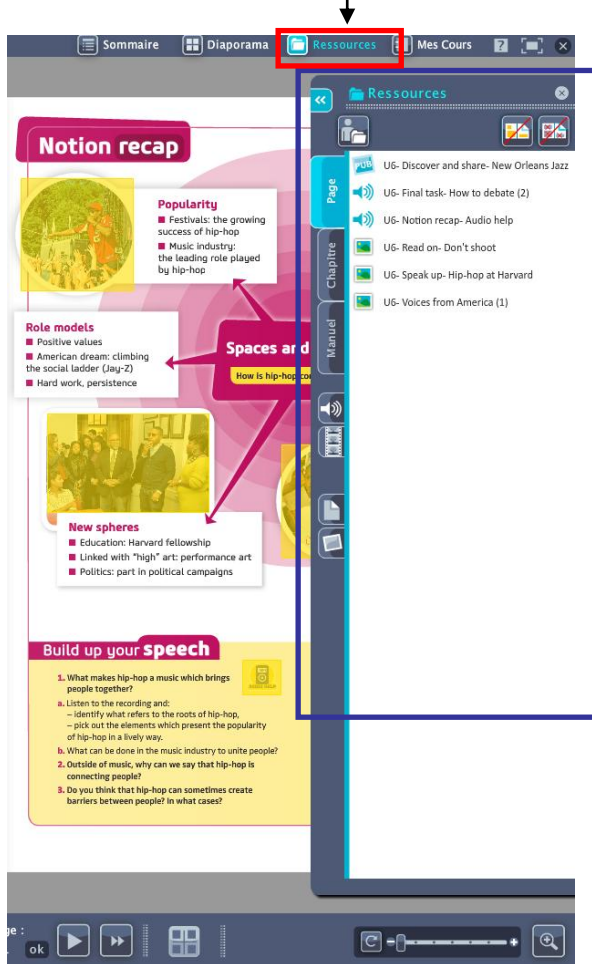 Sommaire Diaporama Ressources Mes Cours ?
Notion recap
Popularity
Festivals: the growing
success of hip-hop
Music industry:
the leading role played
by hip-hop
Role models
Positive values
American dream: climbing
the social ladder (Jay-Z)
Hard work, persistence
Spaces and
How is hip-hop co
New spheres
Education: Harvard fellowship
Linked with "high" art: performance art
Politics: part in political campaigns
Build up your speech
1. What makes hip-hop a music which brings
people together?
a. Listen to the recording and:
– identify what refers to the roots of hip-hop,
– pick out the elements which present the popularity
of hip-hop in a lively way.
b. What can be done in the music industry to unite people?
2. Outside of music, why can we say that hip-hop is
connecting people?
3. Do you think that hip-hop can sometimes create
barriers between people? In what cases?
Ressources
Page
Chapitre
Manuel
PUB U6- Discover and share- New Orleans Jazz
U6- Final task- How to debate (2)
U6- Notion recap- Audio help
U6- Read on- Don't shoot
U6- Speak up- Hip-hop at Harvard
U6- Voices from America (1)
ge :
ok